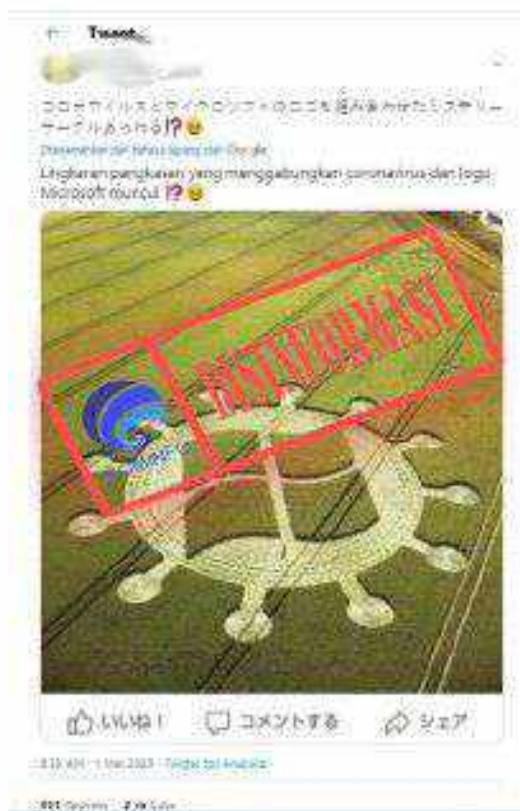 Tweet
コロナウイルスとマイクロソフトのロゴを組みあわせたミステリー
サークルあらわる!?
Diterjemahkan dari bahasa Jepang oleh Google
Lingkaran pangkasan yang menggabungkan coronavirus dan logo
Microsoft muncul !?
DISINFORMASI
いいね!
コメントする
シェア